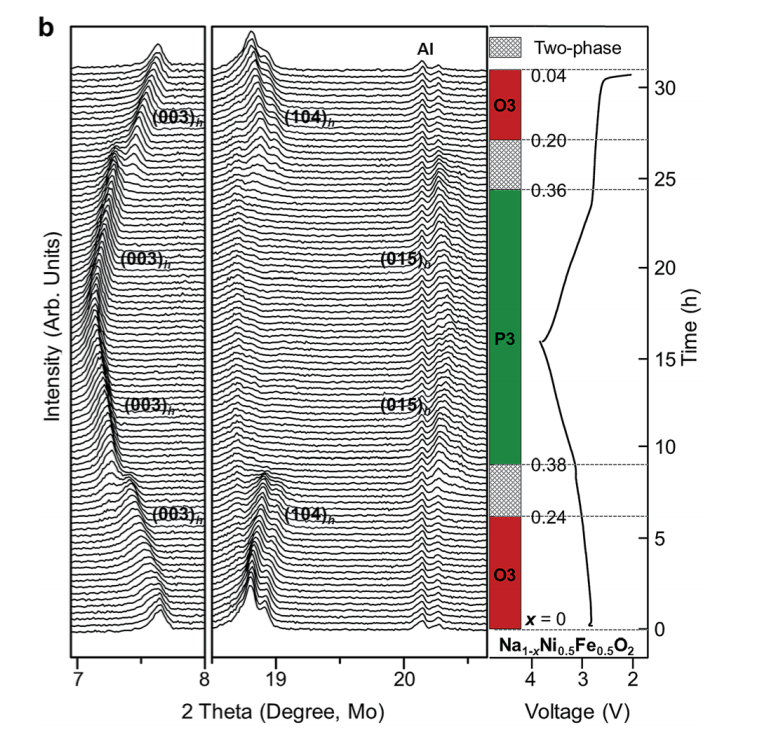 b
Al
Two-phase
0.04
30
O3
(003)h
(104)h
0.20
0.36
25
(003)h
(015)h
20
Intensity (Arb. Units)
P3
Time (h)
15
(003)h
(015)h
10
0.38
(003)h
(104)h
0.24
5
O3
x = 0
0
Na1-xNi0.5Fe0.5O2
7
8
19
20
4
3
2
2 Theta (Degree, Mo)
Voltage (V)